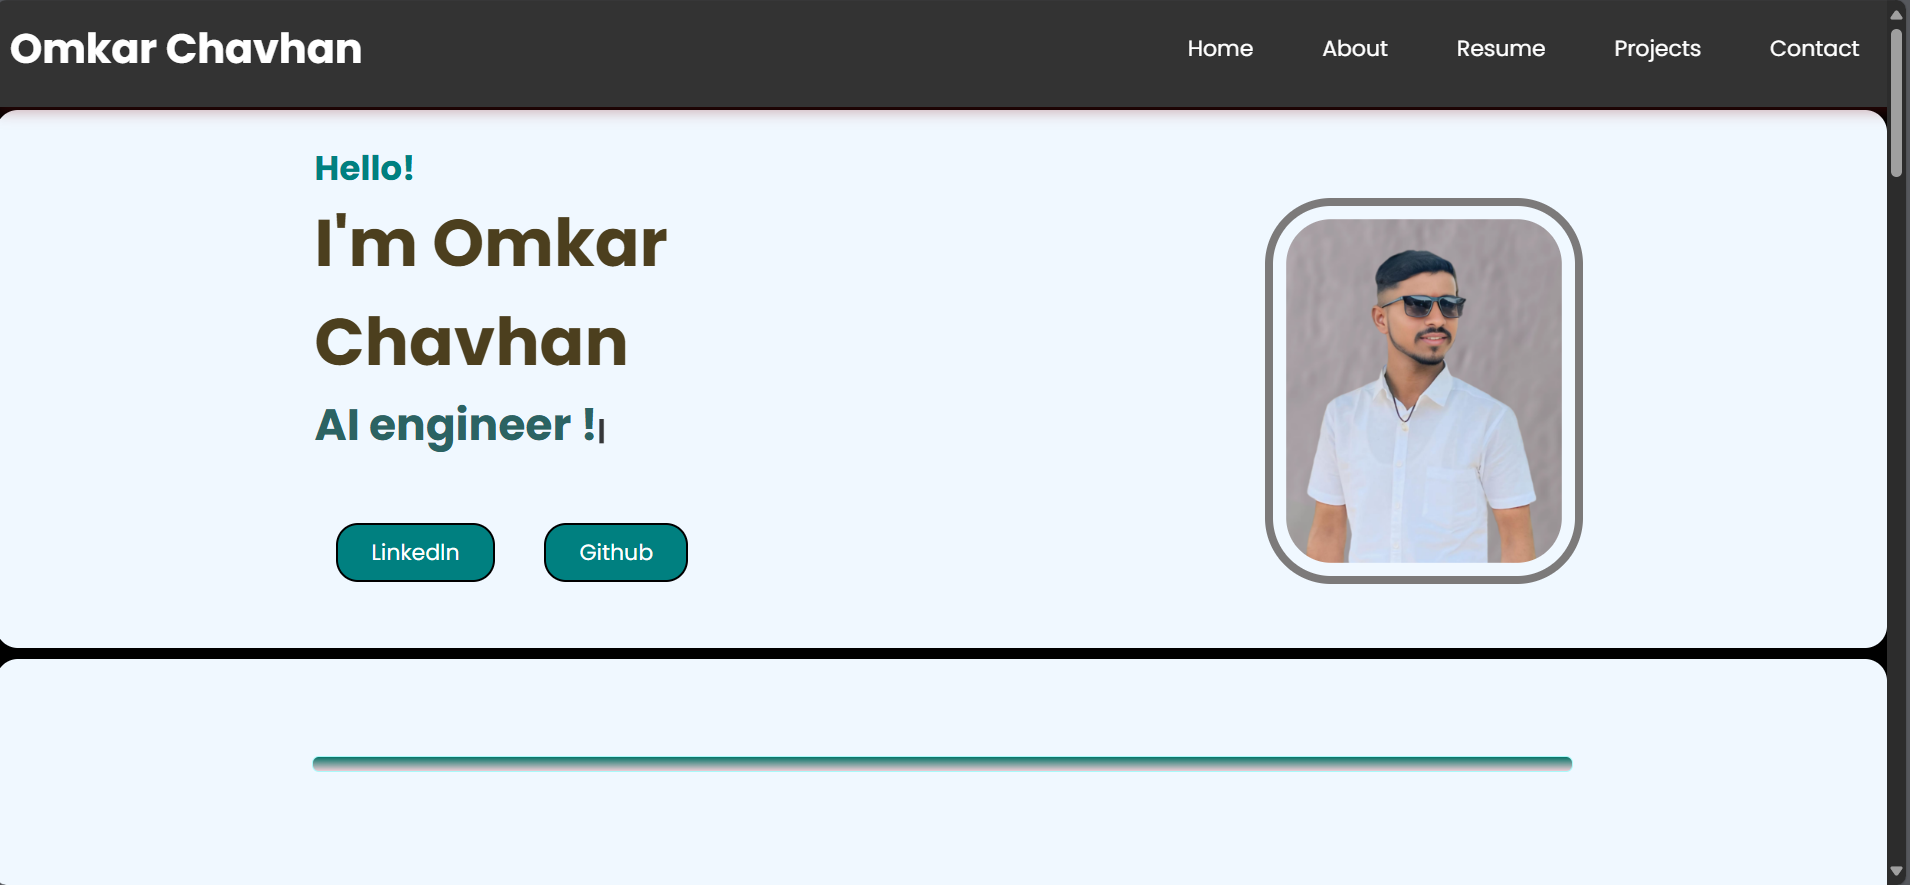 Omkar Chavhan
Home About Resume Projects Contact
Hello!
I'm Omkar
Chavhan
AI engineer !|
LinkedIn Github